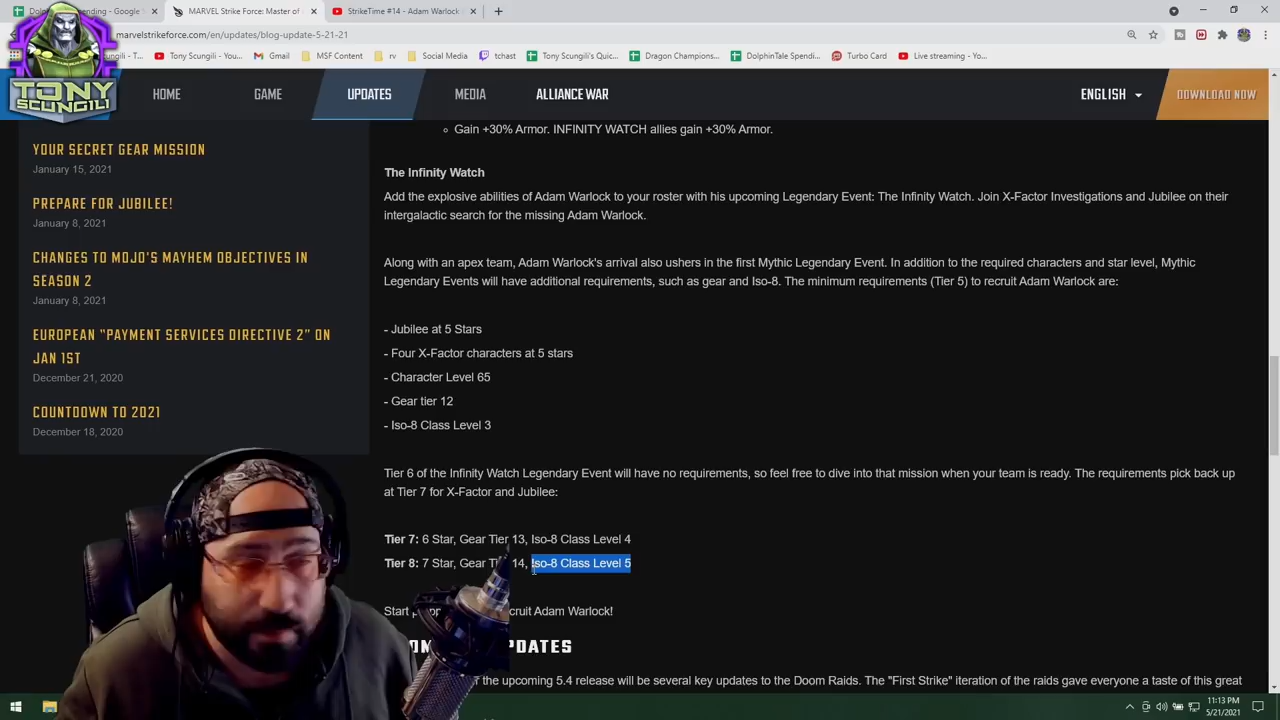 MARVEL Strike Force - Master of
StrikeTime #14 - Adam Warlock
marvelstrikeforce.com/en/updates/blog-update-5-21-21
Tony Scungili - T
Gmail
MSF Content
rv
Social Media
tchast
Tony Scungili's Quic...
Dragon Champions...
DolphinTale Spendi...
Turbo Card
Live streaming - Yo...
TONY
SCUNGILI
HOME
GAME
UPDATES
MEDIA
ALLIANCE WAR
ENGLISH
DOWNLOAD NOW
YOUR SECRET GEAR MISSION
January 15, 2021
PREPARE FOR JUBILEE!
January 8, 2021
CHANGES TO MOJO'S MAYHEM OBJECTIVES IN
SEASON 2
January 8, 2021
EUROPEAN "PAYMENT SERVICES DIRECTIVE 2" ON
JAN 1ST
December 21, 2020
COUNTDOWN TO 2021
December 18, 2020
Gain +30% Armor. INFINITY WATCH allies gain +30% Armor.
The Infinity Watch
Add the explosive abilities of Adam Warlock to your roster with his upcoming Legendary Event: The Infinity Watch. Join X-Factor Investigations and Jubilee on their
intergalactic search for the missing Adam Warlock.
Along with an apex team, Adam Warlock's arrival also ushers in the first Mythic Legendary Event. In addition to the required characters and star level, Mythic
Legendary Events will have additional requirements, such as gear and Iso-8. The minimum requirements (Tier 5) to recruit Adam Warlock are:
- Jubilee at 5 Stars
- Four X-Factor characters at 5 stars
- Character Level 65
- Gear tier 12
- Iso-8 Class Level 3
Tier 6 of the Infinity Watch Legendary Event will have no requirements, so feel free to dive into that mission when your team is ready. The requirements pick back up
at Tier 7 for X-Factor and Jubilee:
Tier 7: 6 Star, Gear Tier 13, Iso-8 Class Level 4
Tier 8: 7 Star, Gear Tier 14, Iso-8 Class Level 5
Start cruit Adam Warlock!
PDATES
the upcoming 5.4 release will be several key updates to the Doom Raids. The "First Strike" iteration of the raids gave everyone a taste of this great
11:13 PM
5/21/2021